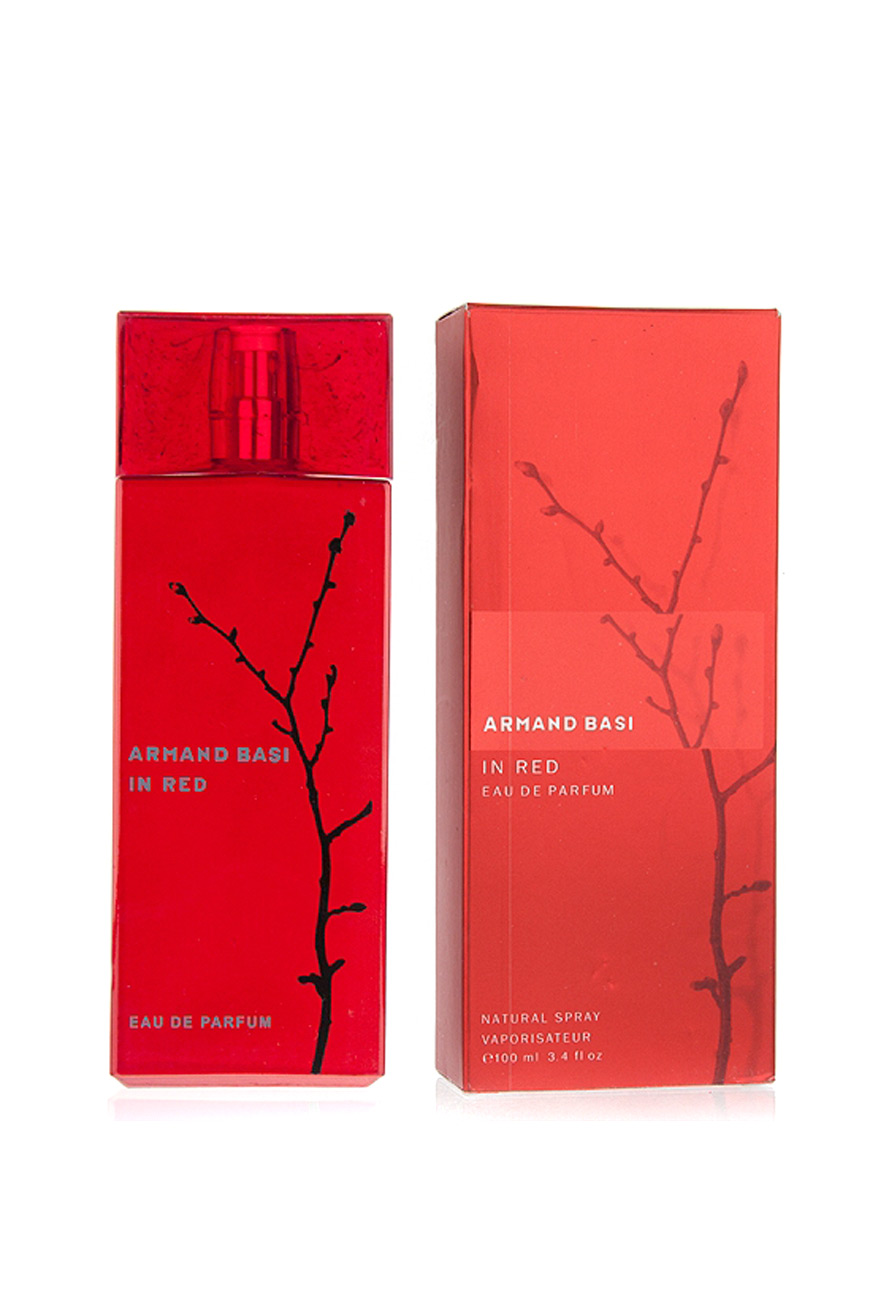 ARMAND BASI
IN RED
EAU DE PARFUM
ARMAND BASI
IN RED
EAU DE PARFUM
NATURAL SPRAY
VAPORISATEUR
℮100 ml 3.4 fl oz